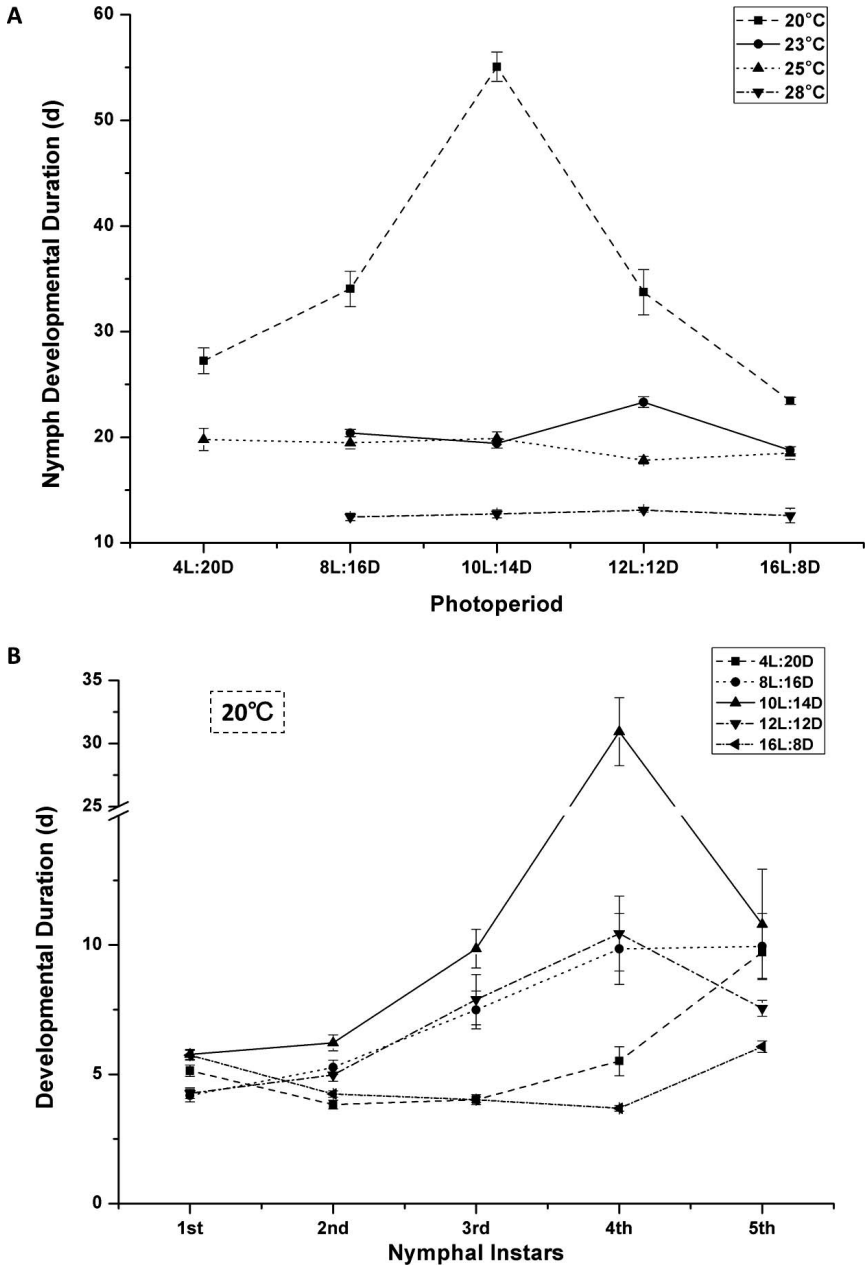 A
60
50
40
30
20
10
Nymph Developmental Duration (d)
20°C
23°C
25°C
28°C
4L:20D 8L:16D 10L:14D 12L:12D 16L:8D
Photoperiod
B
35
30
25
10
5
0
Developmental Duration (d)
20℃
4L:20D
8L:16D
10L:14D
12L:12D
16L:8D
1st 2nd 3rd 4th 5th
Nymphal Instars